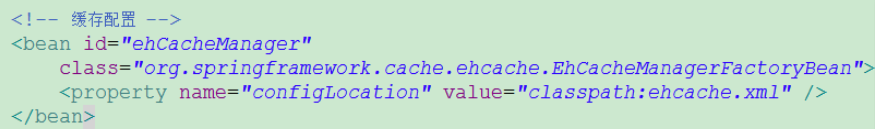 <!-- 缓存配置 -->
<bean id="ehCacheManager"
class="org.springframework.cache.ehcache.EhCacheManagerFactoryBean">
<property name="configLocation" value="classpath:ehcache.xml" />
</bean>